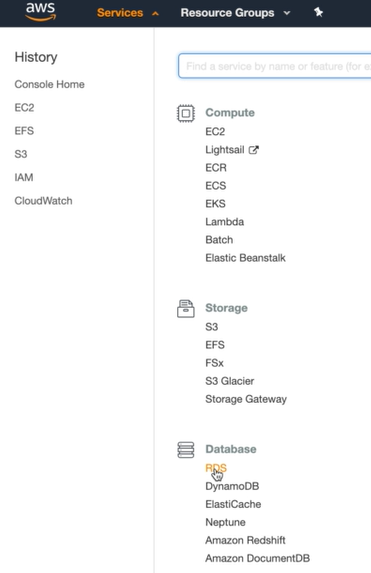 aws
Services
Resource Groups
History
Console Home
EC2
EFS
S3
IAM
CloudWatch
Find a service by name or feature (for e
Compute
EC2
Lightsail
ECR
ECS
EKS
Lambda
Batch
Elastic Beanstalk
Storage
S3
EFS
FSx
S3 Glacier
Storage Gateway
Database
RDS
DynamoDB
ElastiCache
Neptune
Amazon Redshift
Amazon DocumentDB